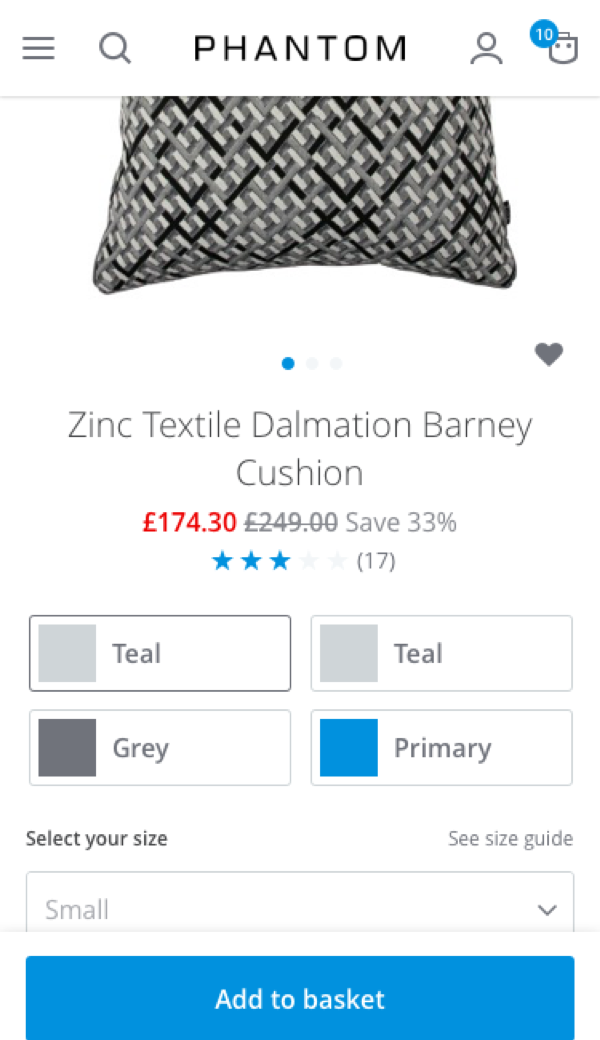 PHANTOM
10
Zinc Textile Dalmation Barney
Cushion
£174.30 £249.00 Save 33%
(17)
Teal
Teal
Grey
Primary
Select your size
See size guide
Small
Add to basket